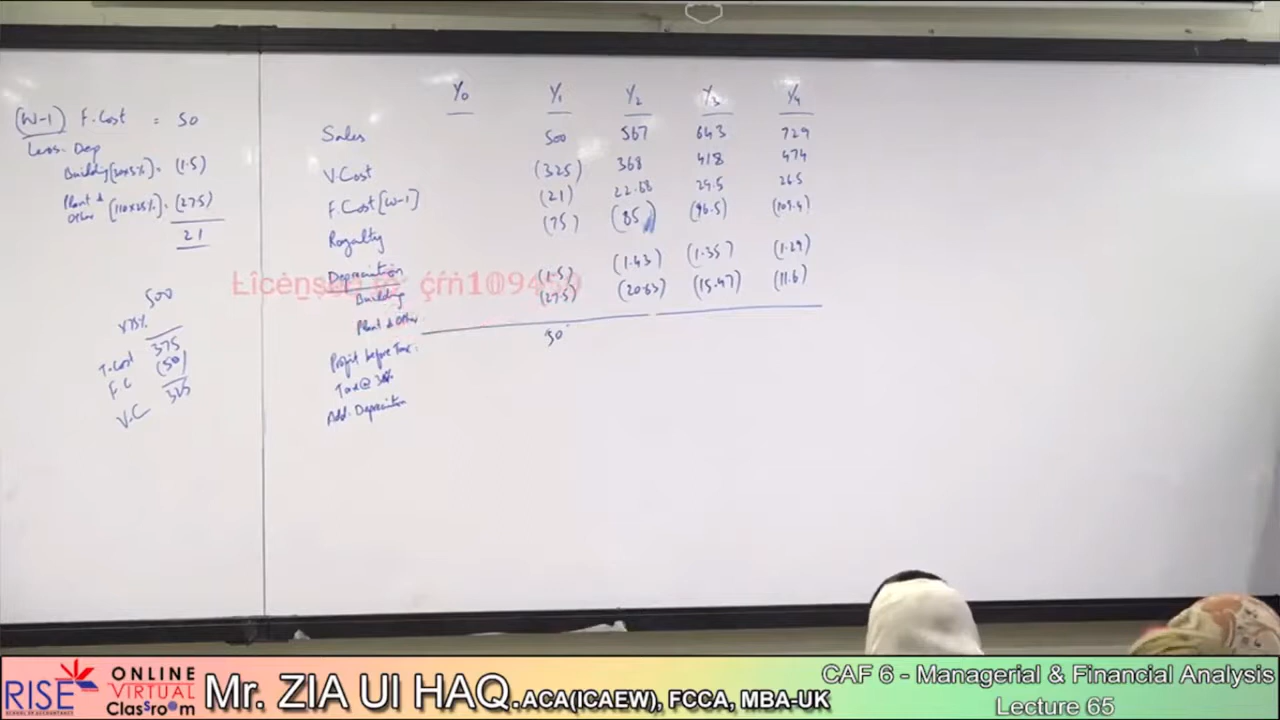 (W-1) F.Cost = 50
Less: Dep
Building [30x5%] = (1.5)
Plant & Other [110x25%] = (27.5)
21
500
x75%
T.Cost 375
F.C (50)
V.C 325
Y0 Y1 Y2 Y3 Y4
Sales 500 567 643 729
V.Cost (325) 368 418 474
F.Cost [W-1] (21) 22.68 24.5 26.5
Royalty (75) (85) (96.5) (109.4)
Depreciation
Building (1.5) (1.43) (1.35) (1.29)
Plant & Other (27.5) (20.63) (15.47) (11.6)
Profit before Tax: 50
Tax @ 30%
Add: Depreciation
RISE
SCHOOL OF ACCOUNTANCY
ONLINE
VIRTUAL
Classroom
Mr. ZIA UI HAQ. ACA(ICAEW), FCCA, MBA-UK
CAF 6 - Managerial & Financial Analysis
Lecture 65